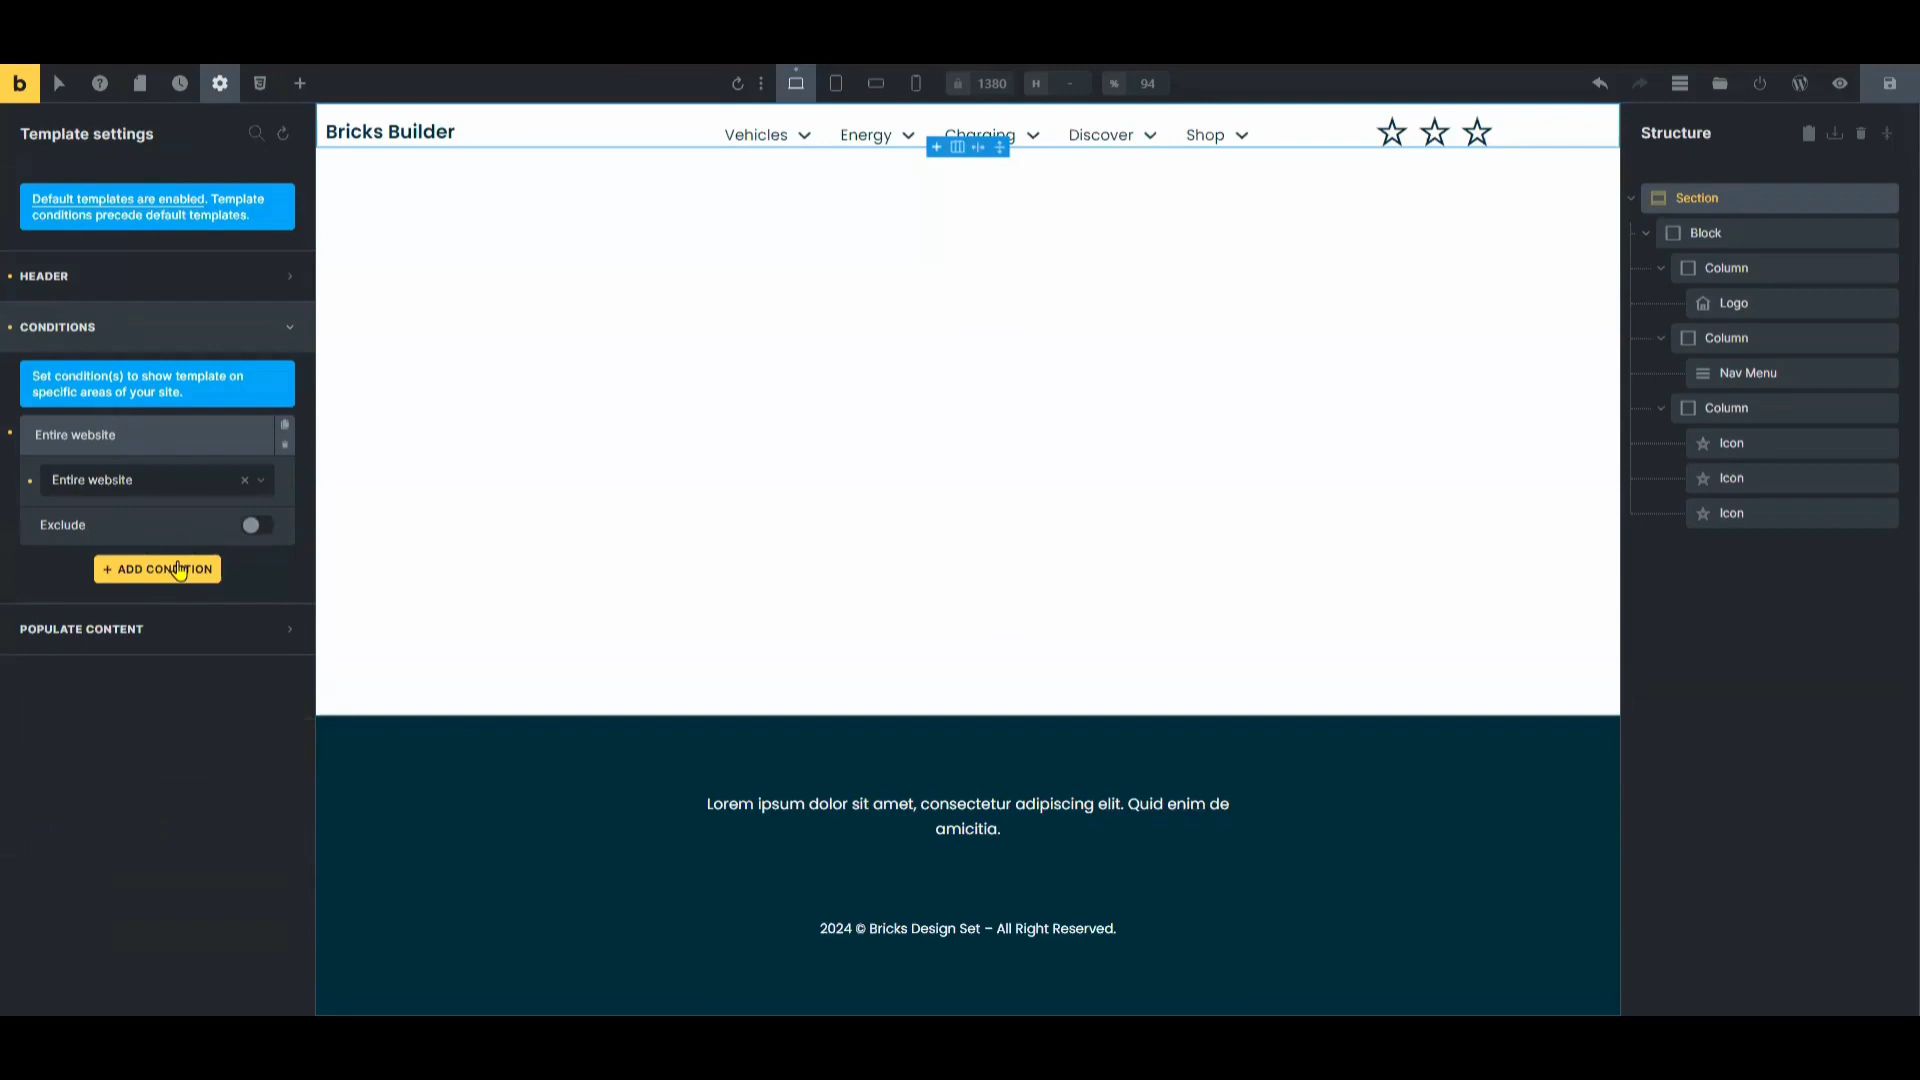 b
1380
H
-
%
94
Template settings
Default templates are enabled. Template
conditions precede default templates.
HEADER
CONDITIONS
Set condition(s) to show template on
specific areas of your site.
Entire website
Entire website
Exclude
+ ADD CONDITION
POPULATE CONTENT
Bricks Builder
Vehicles
Energy
Charging
Discover
Shop
Lorem ipsum dolor sit amet, consectetur adipiscing elit. Quid enim de
amicitia.
2024 © Bricks Design Set – All Right Reserved.
Structure
Section
Block
Column
Logo
Column
Nav Menu
Column
Icon
Icon
Icon